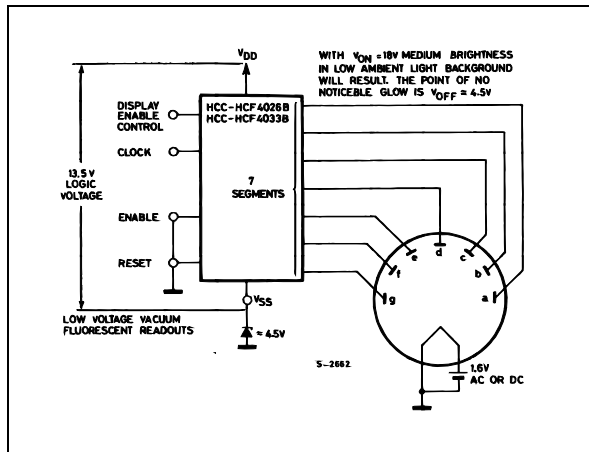 VDD
WITH VON = 18V MEDIUM BRIGHTNESS
IN LOW AMBIENT LIGHT BACKGROUND
WILL RESULT. THE POINT OF NO
NOTICEBLE GLOW IS VOFF = 4.5V
DISPLAY
ENABLE
CONTROL
HCC-HCF4026B
HCC-HCF4033B
CLOCK
13.5V
LOGIC
VOLTAGE
7
SEGMENTS
ENABLE
RESET
e
d
c
f
b
g
a
VSS
LOW VOLTAGE VACUUM
FLUORESCENT READOUTS
≈ 4.5V
S-2662
1.6V
AC OR DC